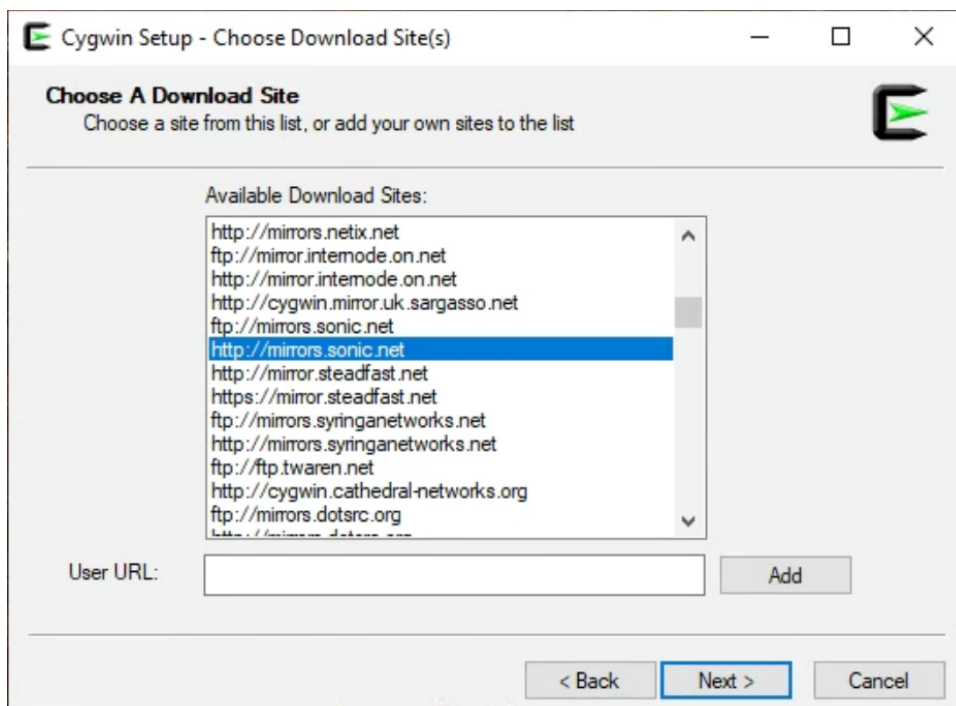 Cygwin Setup - Choose Download Site(s)
Choose A Download Site
Choose a site from this list, or add your own sites to the list
Available Download Sites:
http://mirrors.netix.net
ftp://mirror.internode.on.net
http://mirror.internode.on.net
http://cygwin.mirror.uk.sargasso.net
ftp://mirrors.sonic.net
http://mirrors.sonic.net
http://mirror.steadfast.net
https://mirror.steadfast.net
ftp://mirrors.syringanetworks.net
http://mirrors.syringanetworks.net
ftp://ftp.twaren.net
http://cygwin.cathedral-networks.org
ftp://mirrors.dotsrc.org
http://mirrors.dotsrc.org
User URL:
Add
< Back
Next >
Cancel